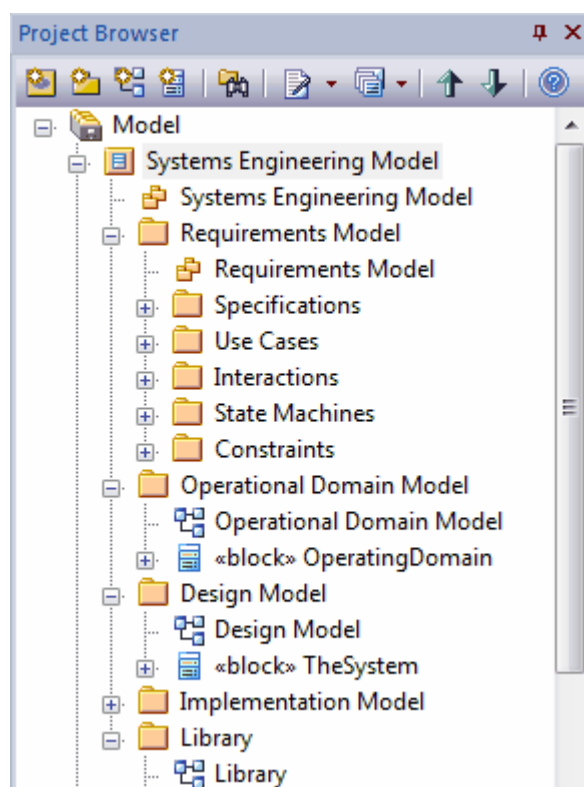 Project Browser
Model
Systems Engineering Model
Systems Engineering Model
Requirements Model
Requirements Model
Specifications
Use Cases
Interactions
State Machines
Constraints
Operational Domain Model
Operational Domain Model
«block» OperatingDomain
Design Model
Design Model
«block» TheSystem
Implementation Model
Library
Library